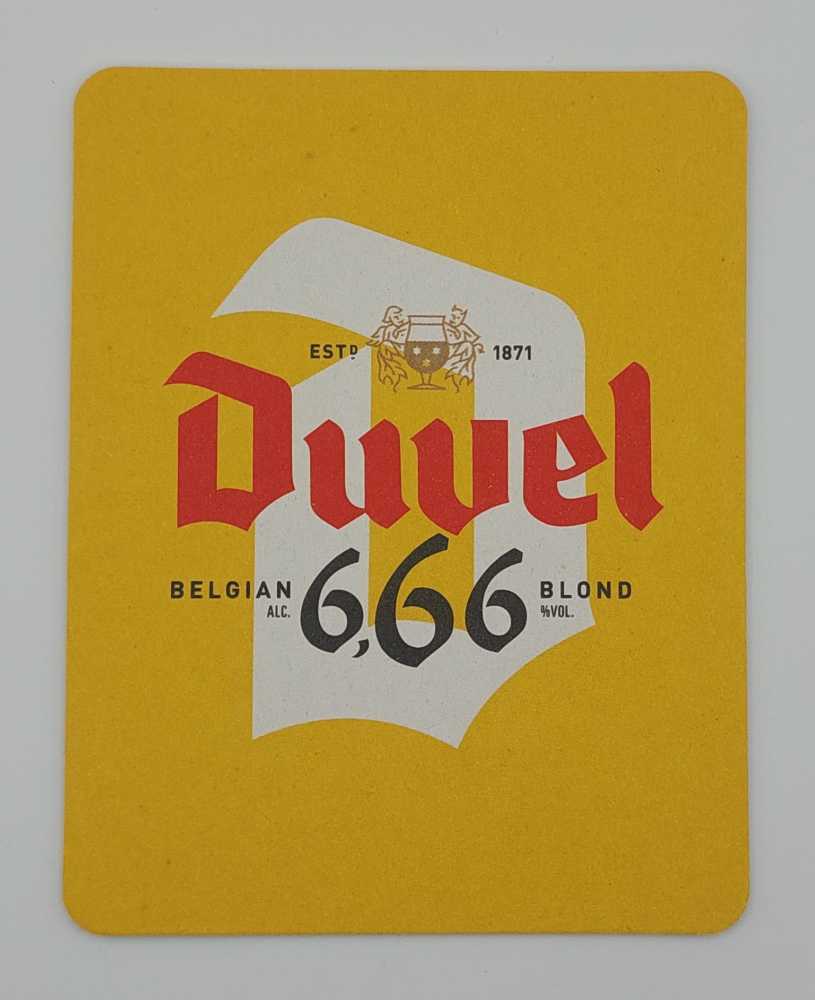 ESTD 1871
Duvel
BELGIAN 6,66 BLOND
ALC. %VOL.